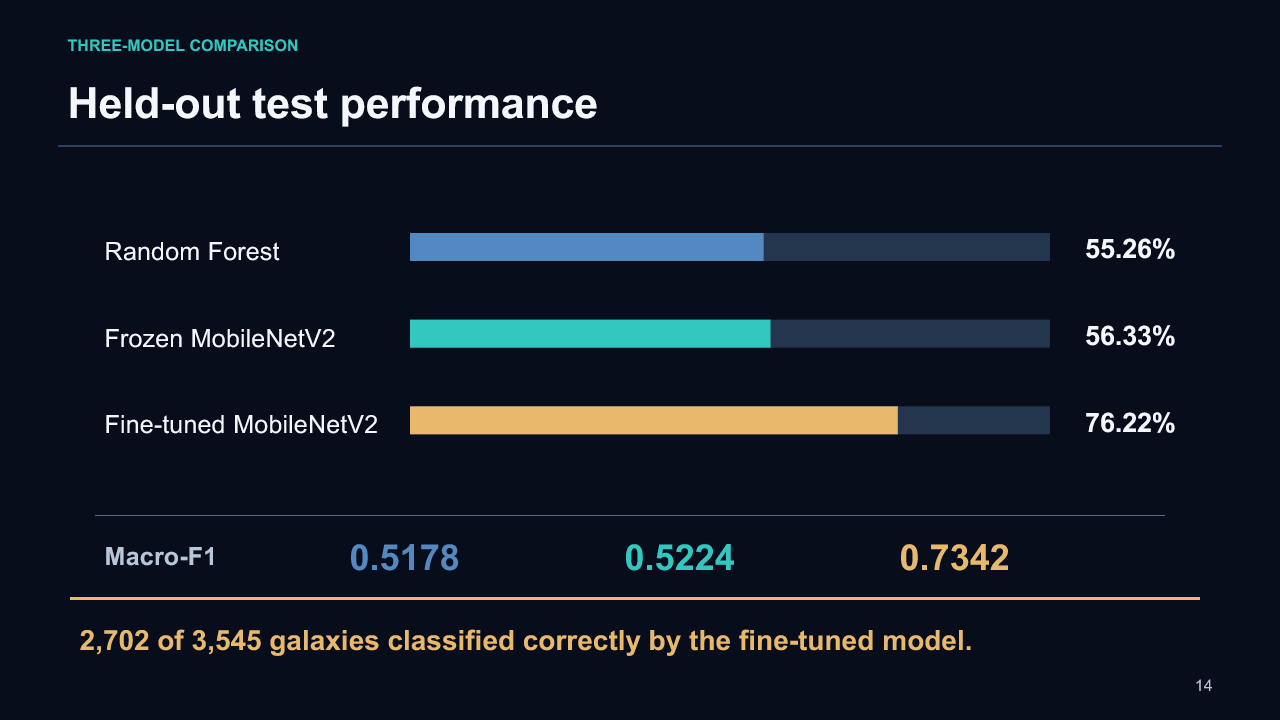 THREE-MODEL COMPARISON
Held-out test performance
Random Forest 55.26%
Frozen MobileNetV2 56.33%
Fine-tuned MobileNetV2 76.22%
Macro-F1 0.5178 0.5224 0.7342
2,702 of 3,545 galaxies classified correctly by the fine-tuned model.
14